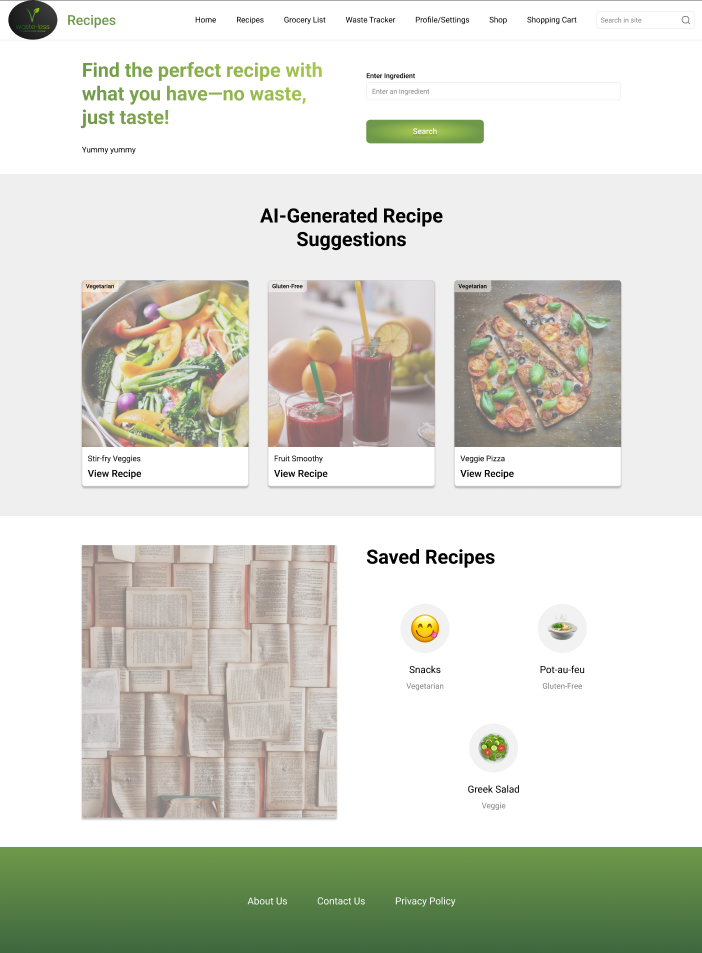 waste-less
Recipes
Home
Recipes
Grocery List
Waste Tracker
Profile/Settings
Shop
Shopping Cart
Search in site
Find the perfect recipe with
what you have—no waste,
just taste!
Yummy yummy
Enter Ingredient
Enter an ingredient
Search
AI-Generated Recipe
Suggestions
Vegetarian
Stir-fry Veggies
View Recipe
Gluten-Free
Fruit Smoothy
View Recipe
Vegetarian
Veggie Pizza
View Recipe
Saved Recipes
Snacks
Vegetarian
Pot-au-feu
Gluten-Free
Greek Salad
Veggie
About Us
Contact Us
Privacy Policy